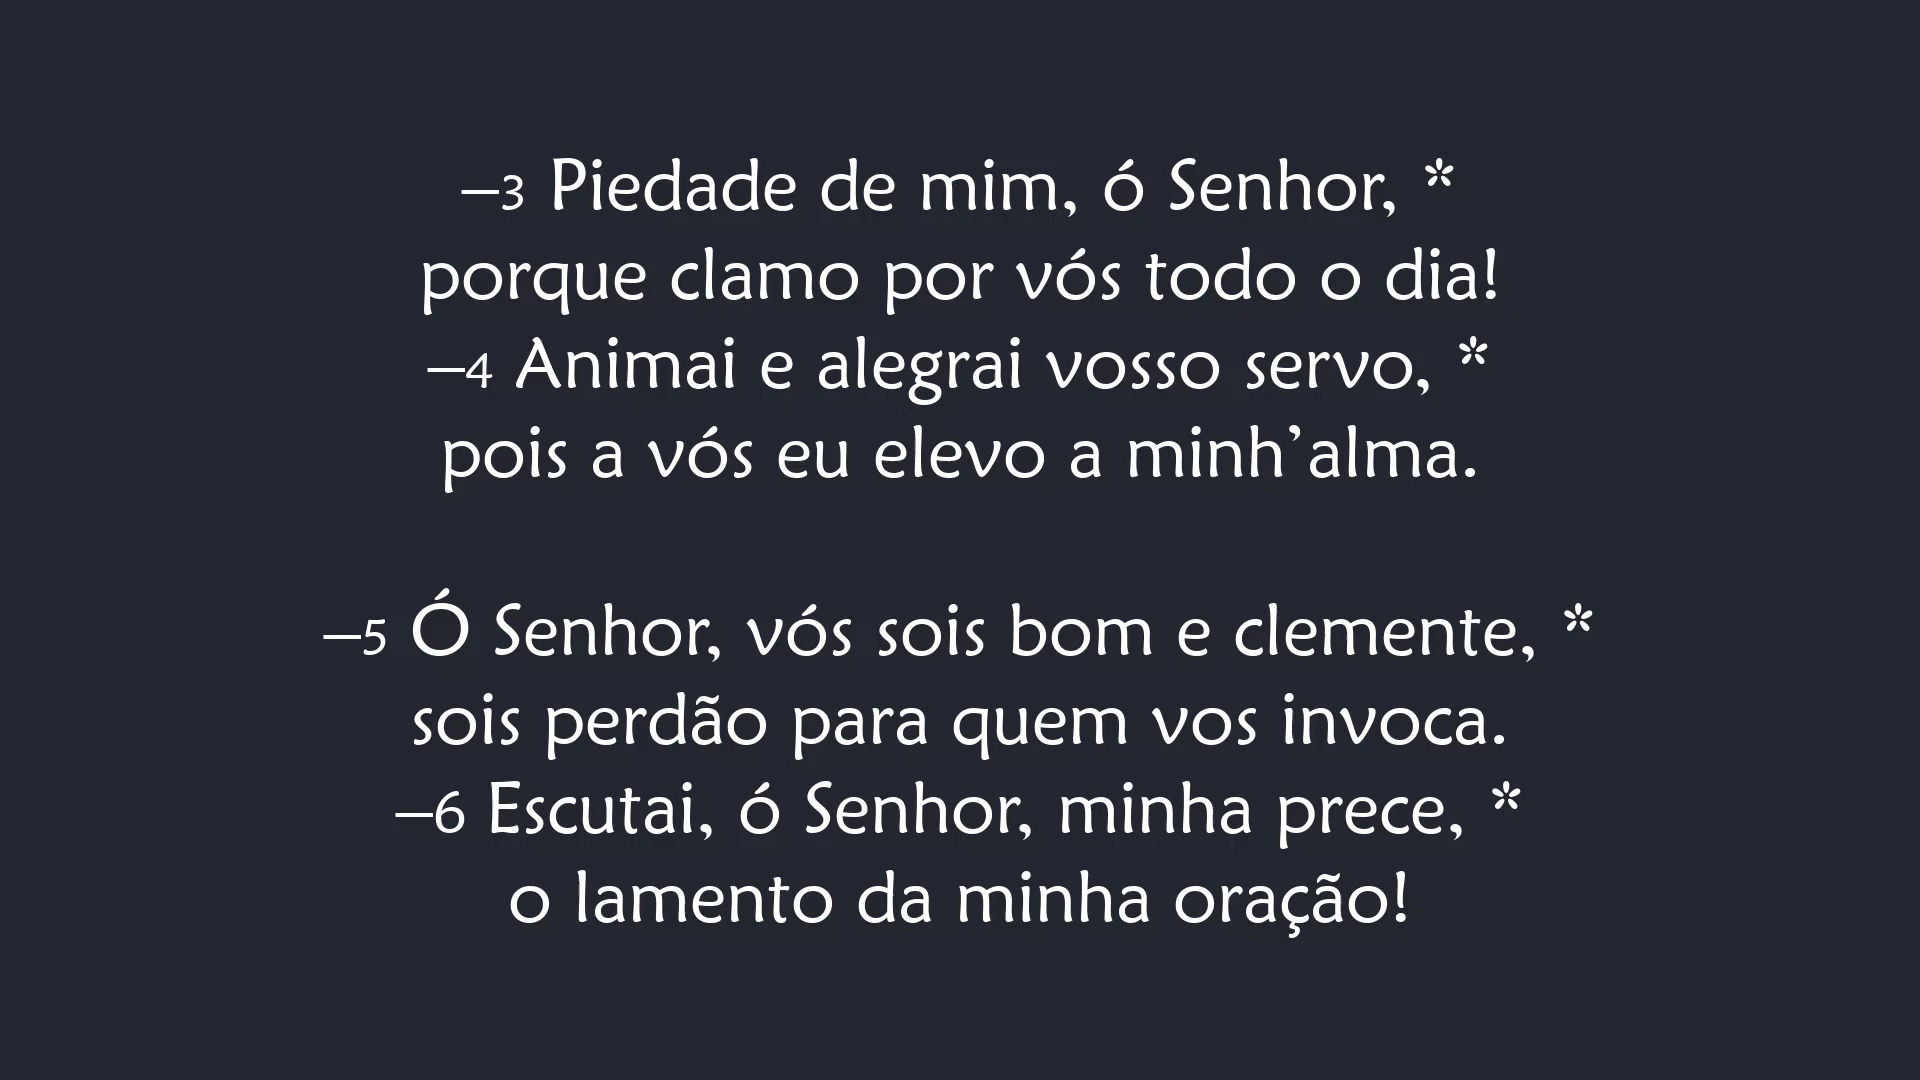 –3 Piedade de mim, ó Senhor, *
porque clamo por vós todo o dia!
–4 Animai e alegrai vosso servo, *
pois a vós eu elevo a minh’alma.
–5 Ó Senhor, vós sois bom e clemente, *
sois perdão para quem vos invoca.
–6 Escutai, ó Senhor, minha prece, *
o lamento da minha oração!